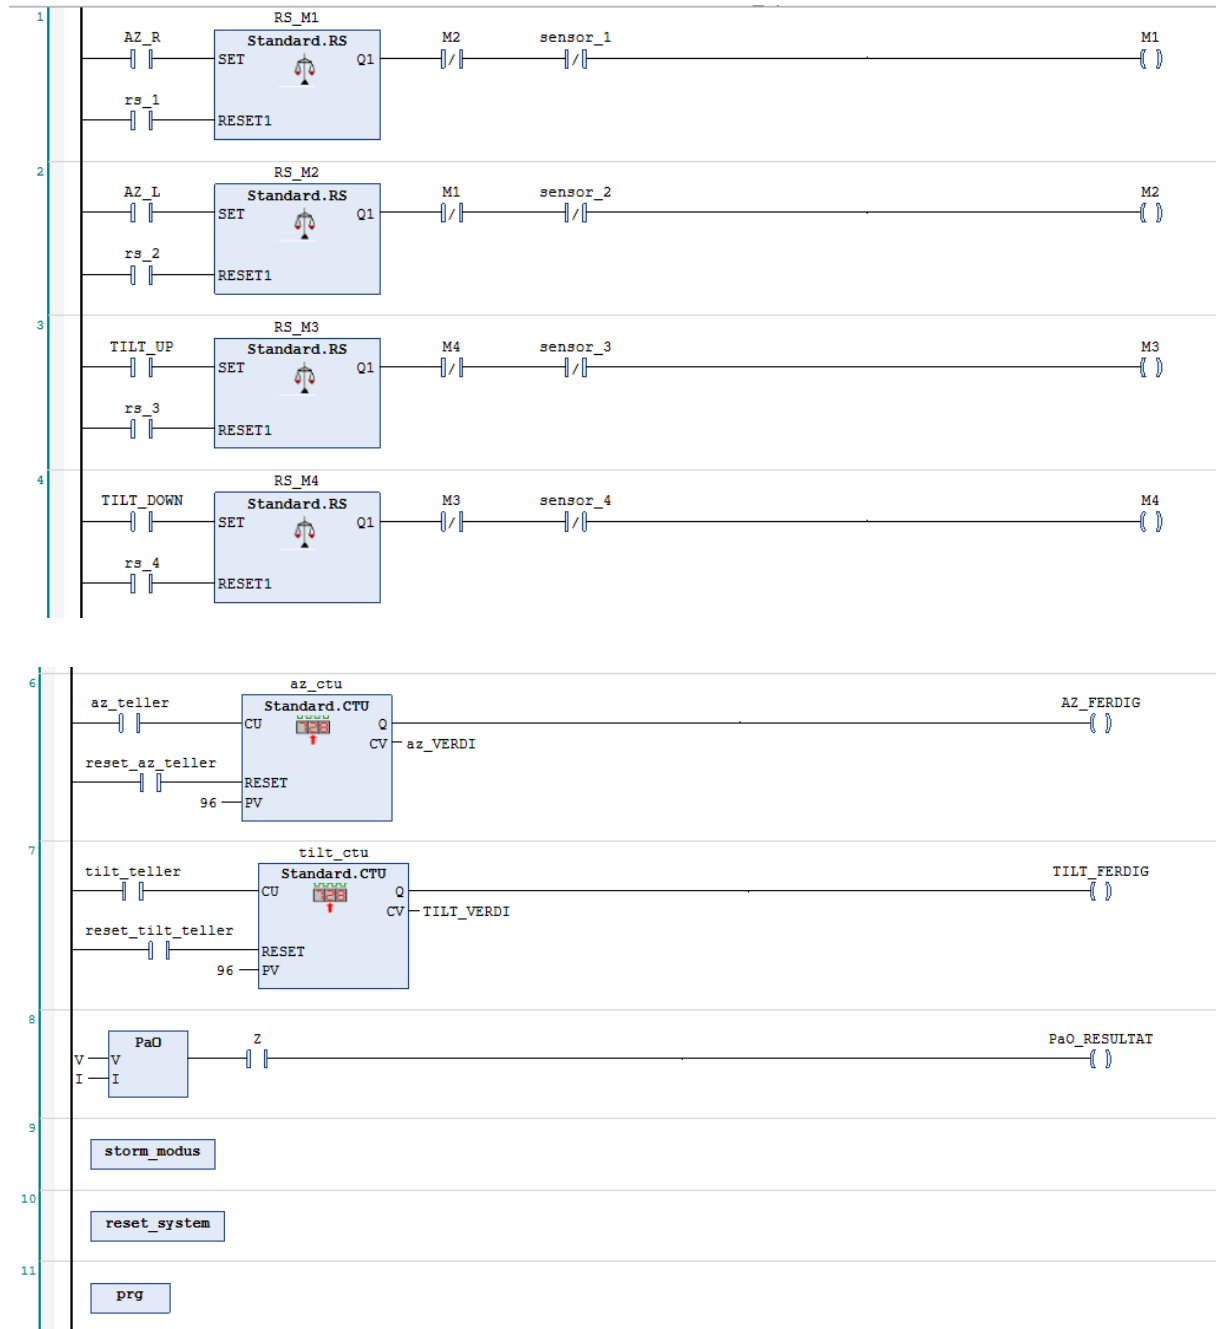 1
RS_M1
AZ_R Standard.RS M2 sensor_1 M1
SET Q1
rs_1
RESET1
2
RS_M2
AZ_L Standard.RS M1 sensor_2 M2
SET Q1
rs_2
RESET1
3
RS_M3
TILT_UP Standard.RS M4 sensor_3 M3
SET Q1
rs_3
RESET1
4
RS_M4
TILT_DOWN Standard.RS M3 sensor_4 M4
SET Q1
rs_4
RESET1
6
az_ctu
az_teller Standard.CTU AZ_FERDIG
CU Q
CV az_VERDI
reset_az_teller
RESET
96 PV
7
tilt_ctu
tilt_teller Standard.CTU TILT_FERDIG
CU Q
CV TILT_VERDI
reset_tilt_teller
RESET
96 PV
8
PaO Z PaO_RESULTAT
V V
I I
9
storm_modus
10
reset_system
11
prg